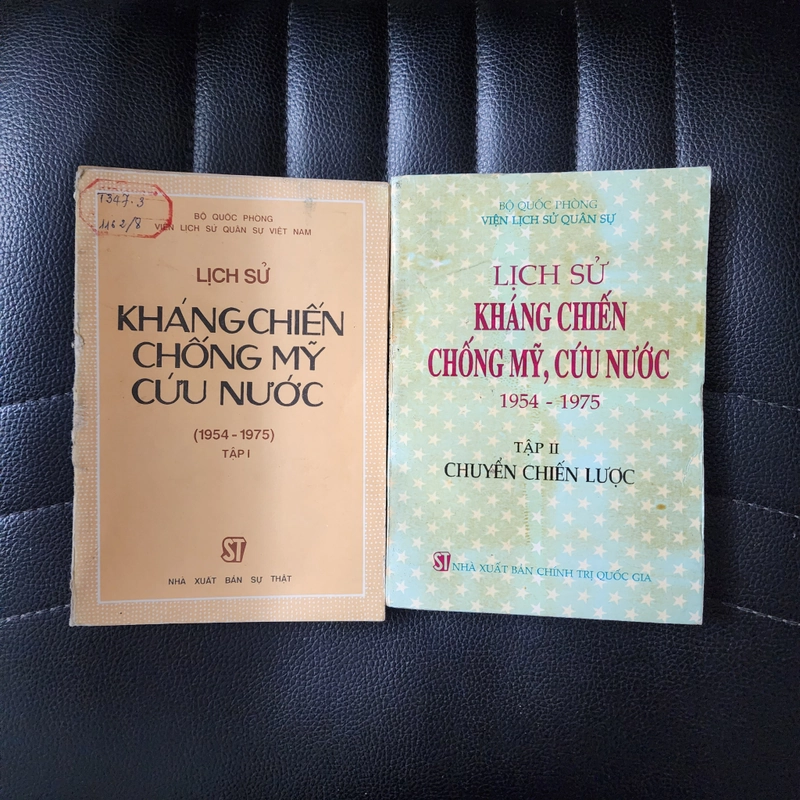 T347.3
1162/8
BỘ QUỐC PHÒNG
VIỆN LỊCH SỬ QUÂN SỰ VIỆT NAM
LỊCH SỬ
KHÁNG CHIẾN
CHỐNG MỸ
CỨU NƯỚC
(1954-1975)
TẬP I
ST
NHÀ XUẤT BẢN SỰ THẬT
BỘ QUỐC PHÒNG
VIỆN LỊCH SỬ QUÂN SỰ
LỊCH SỬ
KHÁNG CHIẾN
CHỐNG MỸ, CỨU NƯỚC
1954 - 1975
TẬP II
CHUYỂN CHIẾN LƯỢC
ST NHÀ XUẤT BẢN CHÍNH TRỊ QUỐC GIA